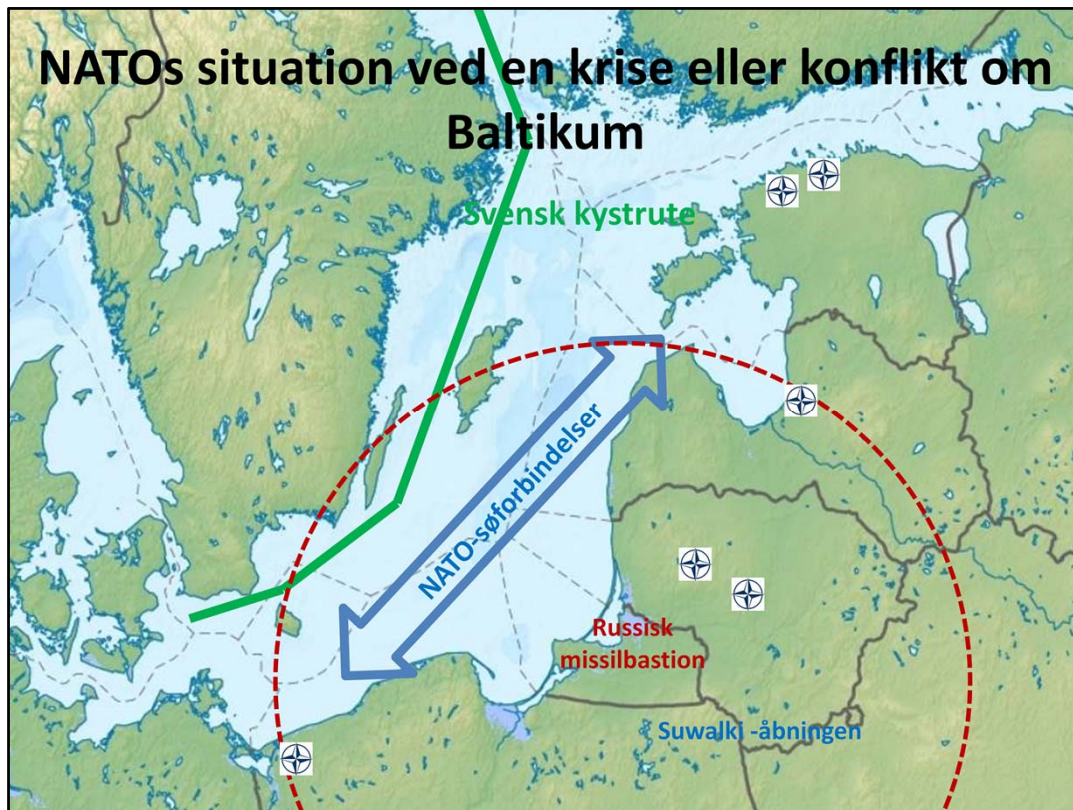 NATOs situation ved en krise eller konflikt om
Baltikum
Svensk kystrute
NATO-søforbindelser
Russisk
missilbastion
Suwalki -åbningen